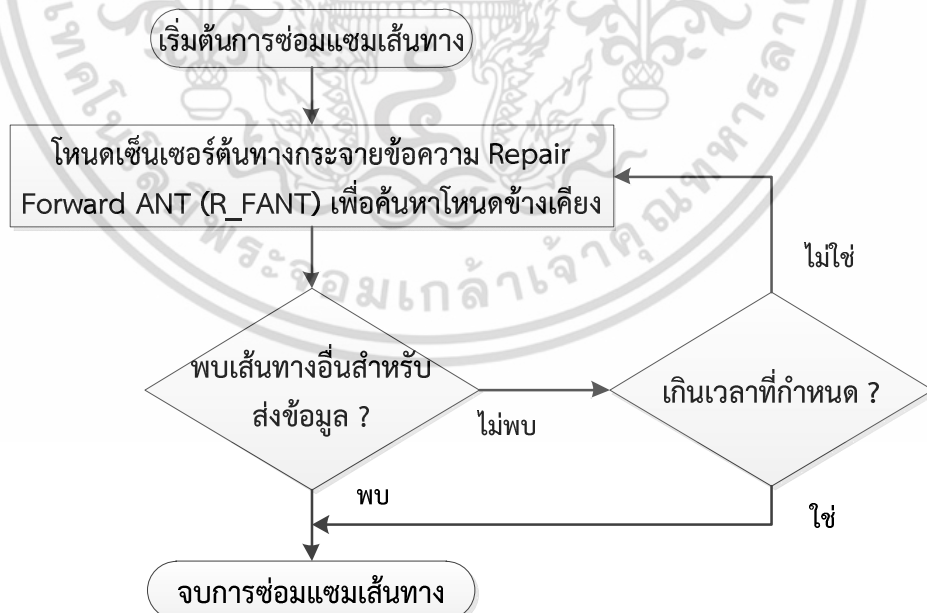 เริ่มต้นการซ่อมแซมเส้นทาง
โหนดเซ็นเซอร์ต้นทางกระจายข้อความ Repair
Forward ANT (R_FANT) เพื่อค้นหาโหนดข้างเคียง
ไม่ใช่
พบเส้นทางอื่นสำหรับ
ส่งข้อมูล ?
ไม่พบ
เกินเวลาที่กำหนด ?
พบ
ใช่
จบการซ่อมแซมเส้นทาง